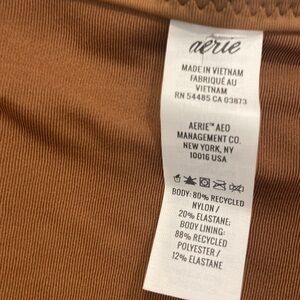 aerie
MADE IN VIETNAM
FABRIQUÉ AU
VIETNAM
RN 54485 CA 03873
AERIE™ AEO
MANAGEMENT CO.
NEW YORK, NY
10016 USA
BODY: 80% RECYCLED
NYLON /
20% ELASTANE;
BODY LINING:
88% RECYCLED
POLYESTER /
12% ELASTANE